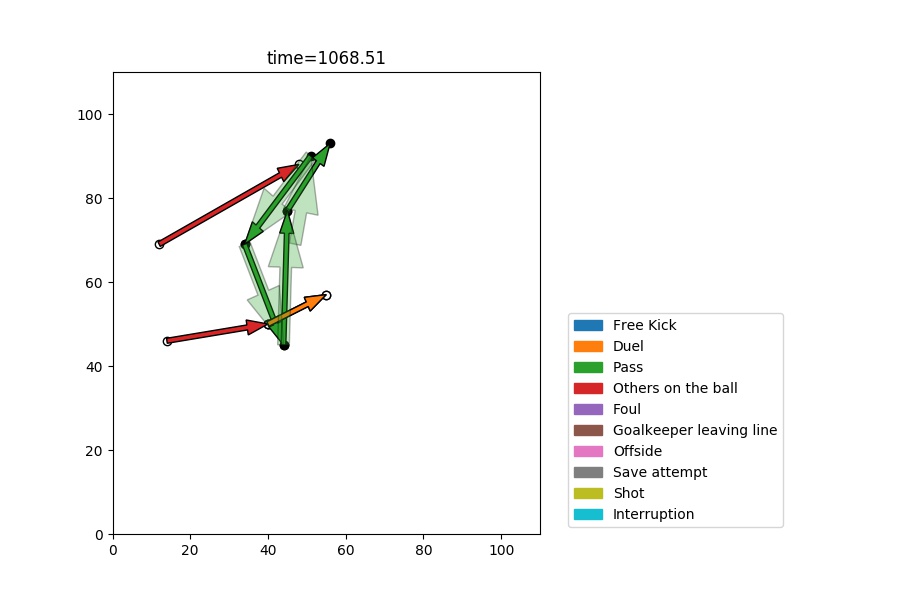 time=1068.51
100
80
60
40
20
0
0 20 40 60 80 100
Free Kick
Duel
Pass
Others on the ball
Foul
Goalkeeper leaving line
Offside
Save attempt
Shot
Interruption